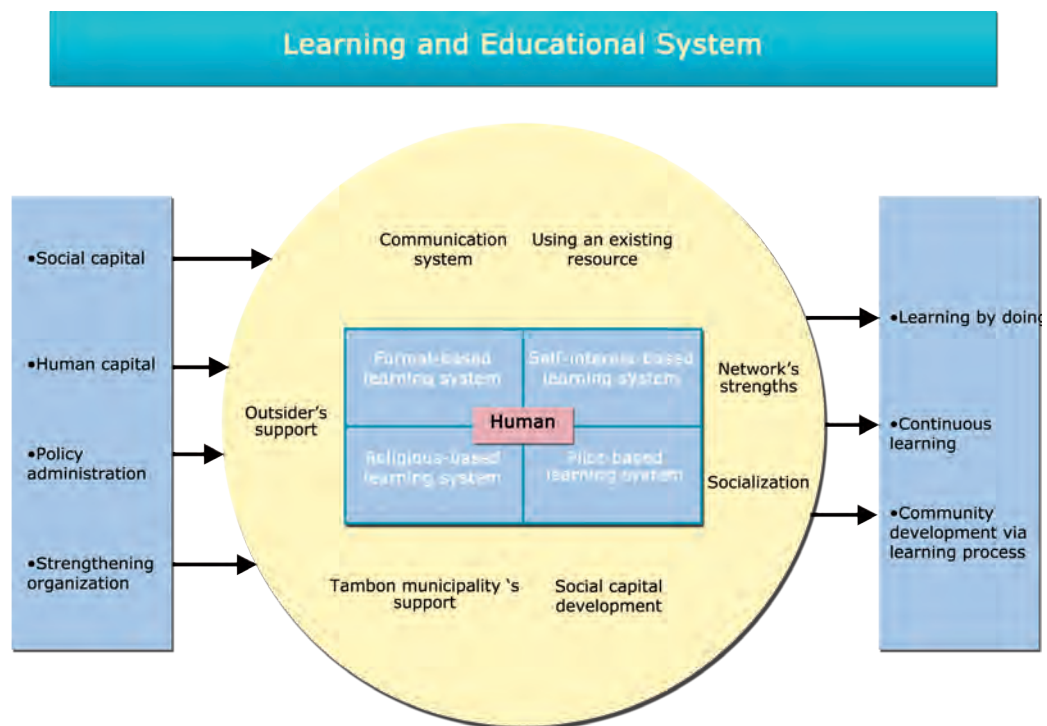 Learning and Educational System
•Social capital
•Human capital
•Policy
administration
•Strengthening
organization
Communication
system
Using an existing
resource
Outsider's
support
Formal-based
learning system
Self-interest-based
learning system
Human
Religious-based
learning system
Pilot-based
learning system
Network's
strengths
Socialization
Tambon municipality 's
support
Social capital
development
•Learning by doing
•Continuous
learning
•Community
development via
learning process